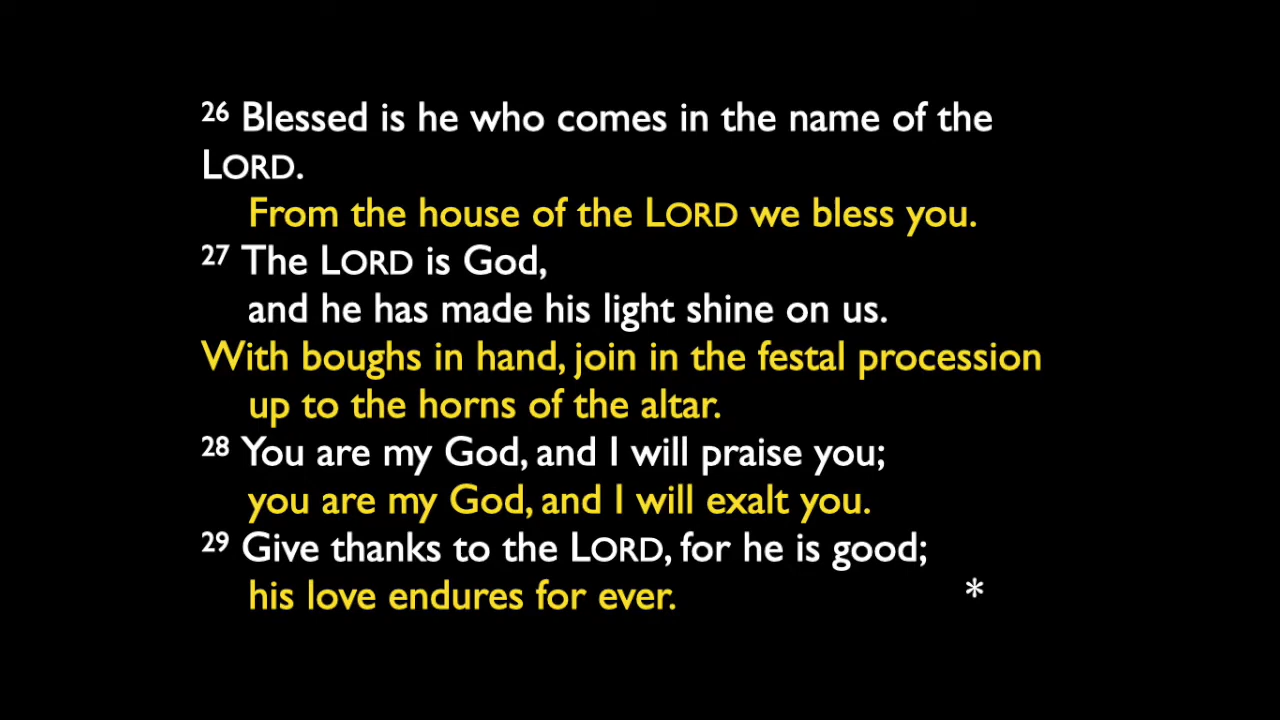 26 Blessed is he who comes in the name of the
LORD.
From the house of the LORD we bless you.
27 The LORD is God,
and he has made his light shine on us.
With boughs in hand, join in the festal procession
up to the horns of the altar.
28 You are my God, and I will praise you;
you are my God, and I will exalt you.
29 Give thanks to the LORD, for he is good;
his love endures for ever. *